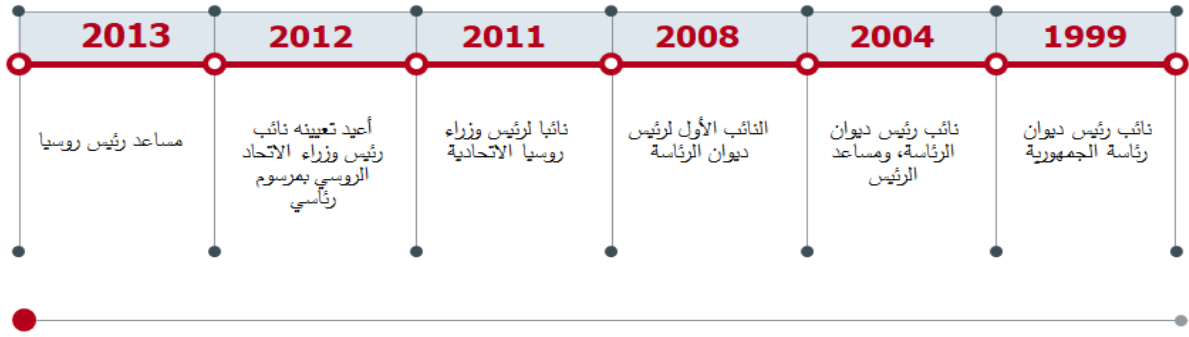 1999
2004
2008
2011
2012
2013
نائب رئيس ديوان
رئاسة الجمهورية
نائب رئيس ديوان
الرئاسة، ومساعد
الرئيس
النائب الأول لرئيس
ديوان الرئاسة
نائبا لرئيس وزراء
روسيا الاتحادية
أعيد تعيينه نائب
رئيس وزراء الاتحاد
الروسي بمرسوم
رئاسي
مساعد رئيس روسيا